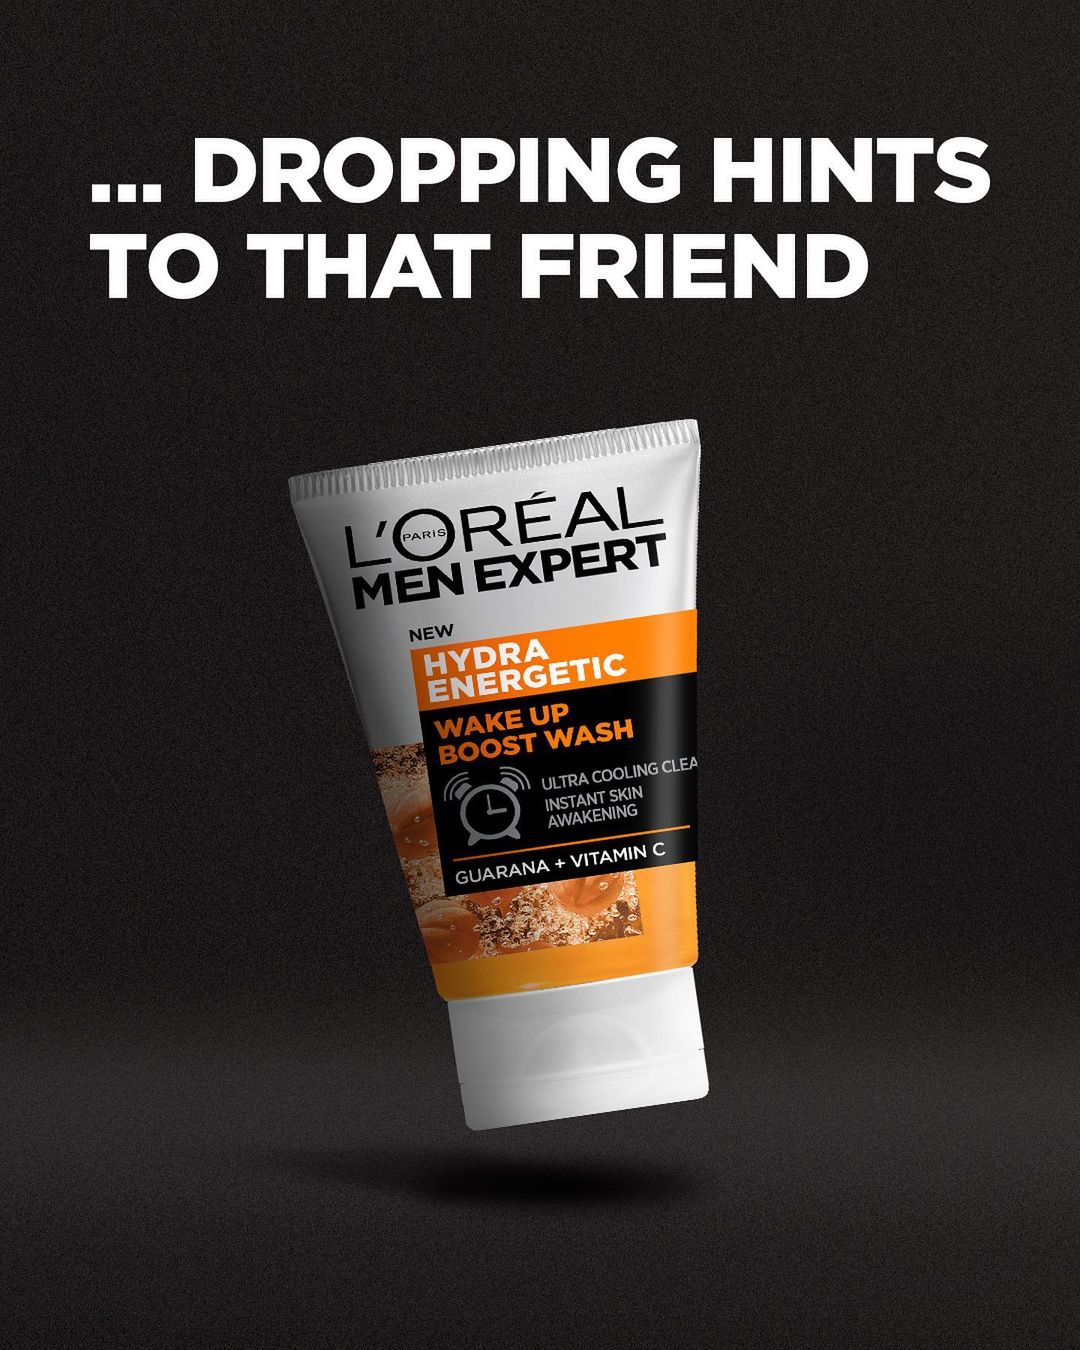 ... DROPPING HINTS
TO THAT FRIEND
L'ORÉAL
PARIS
MEN EXPERT
NEW
HYDRA
ENERGETIC
WAKE UP
BOOST WASH
ULTRA COOLING CLEA
INSTANT SKIN
AWAKENING
GUARANA + VITAMIN C